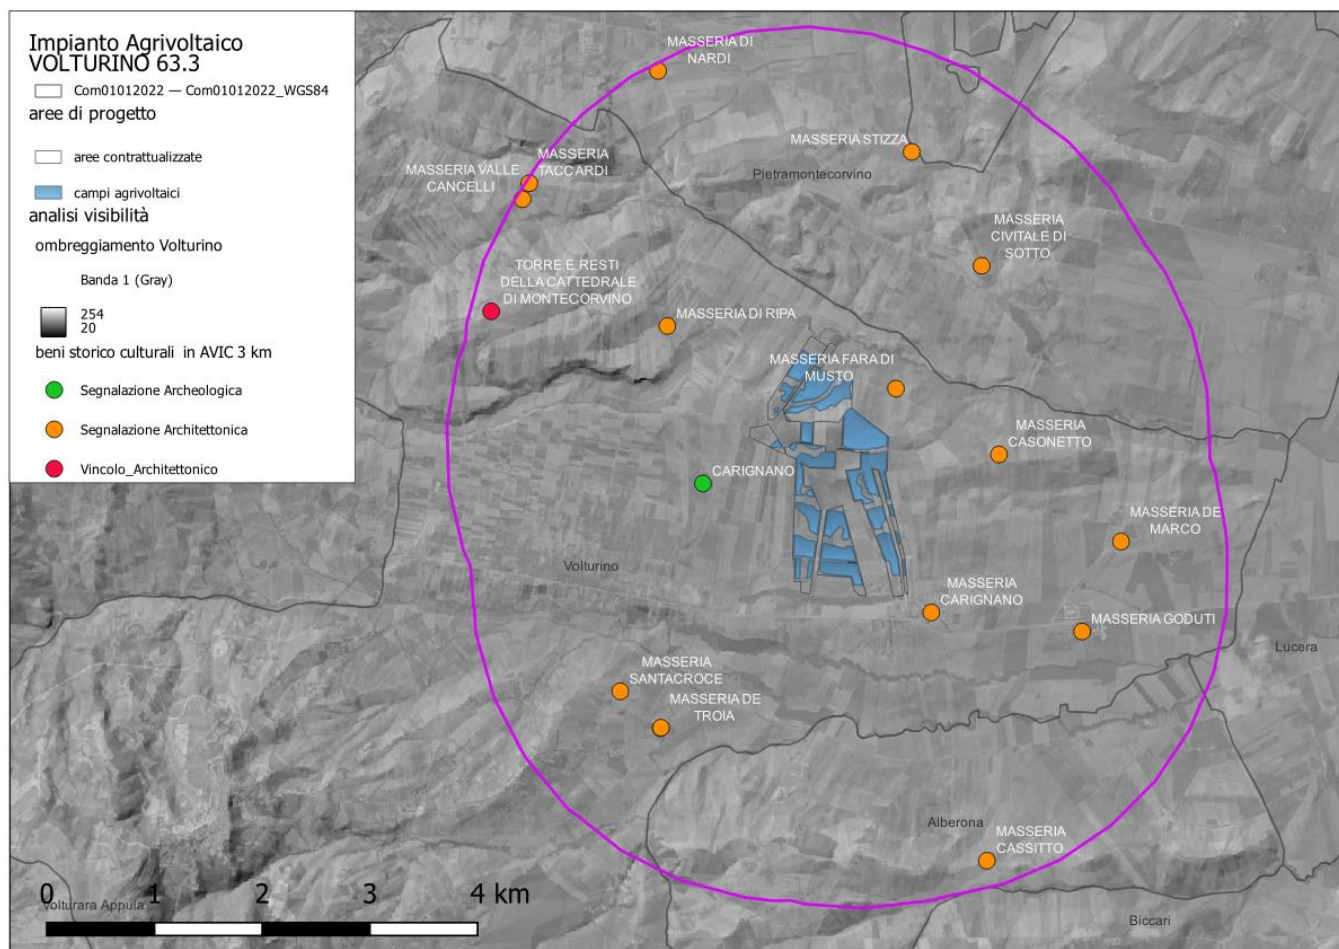 Impianto Agrivoltaico
VOLTURINO 63.3
Com01012022 — Com01012022_WGS84
aree di progetto
aree contrattualizzate
campi agrivoltaici
analisi visibilità
ombreggiamento Volturino
Banda 1 (Gray)
254
20
beni storico culturali in AVIC 3 km
Segnalazione Archeologica
Segnalazione Architettonica
Vincolo_Architettonico
MASSERIA DI
NARDI
MASSERIA STIZZA
MASSERIA
TACCARDI
MASSERIA VALLE
CANCELLI
Pietramontecorvino
MASSERIA
CIVITALE DI
SOTTO
TORRE E RESTI
DELLA CATTEDRALE
DI MONTECORVINO
MASSERIA DI RIPA
MASSERIA FARA DI
MUSTO
MASSERIA
CASONETTO
CARIGNANO
MASSERIA DE
MARCO
Volturino
MASSERIA
CARIGNANO
MASSERIA GODUTI
Lucera
MASSERIA
SANTACROCE
MASSERIA DE
TROIA
Alberona
MASSERIA
CASSITTO
0 1 2 3 4 km
Volturara Appula
Biccari